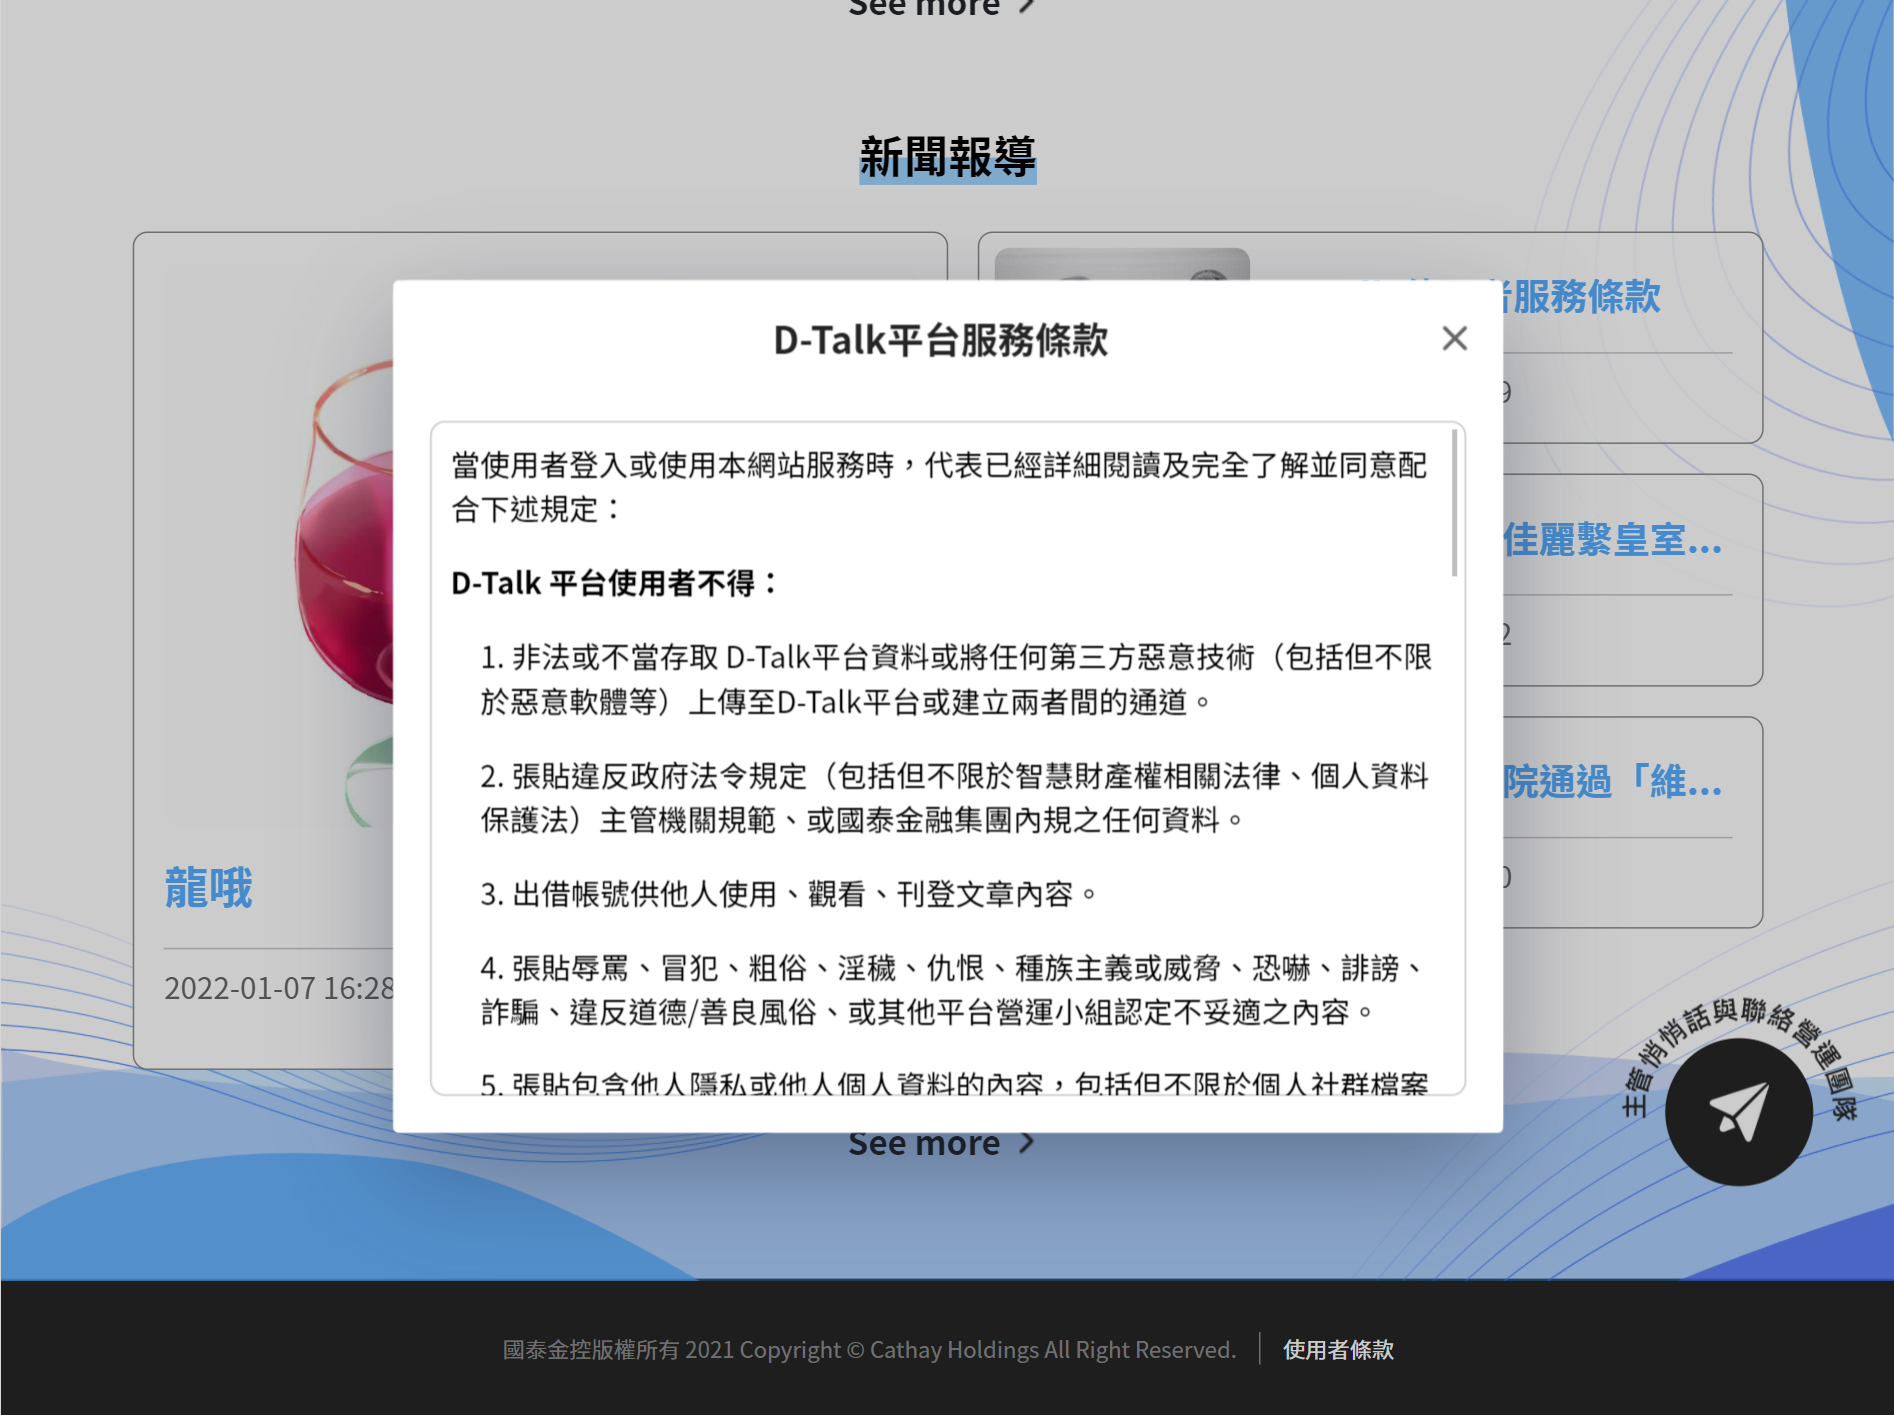 See more
新聞報導
D-Talk平台服務條款
當使用者登入或使用本網站服務時，代表已經詳細閱讀及完全了解並同意配
合下述規定：
D-Talk 平台使用者不得：
1. 非法或不當存取 D-Talk平台資料或將任何第三方惡意技術（包括但不限
於惡意軟體等）上傳至D-Talk平台或建立兩者間的通道。
2. 張貼違反政府法令規定（包括但不限於智慧財產權相關法律、個人資料
保護法）主管機關規範、或國泰金融集團內規之任何資料。
3. 出借帳號供他人使用、觀看、刊登文章內容。
4. 張貼辱罵、冒犯、粗俗、淫穢、仇恨、種族主義或威脅、恐嚇、誹謗、
詐騙、違反道德/善良風俗、或其他平台營運小組認定不妥適之內容。
5. 張貼包含他人隱私或他人個人資料的內容，包括但不限於個人社群檔案
龍哦
2022-01-07 16:28
服務條款
9
佳麗繫皇室...
2
院通過「維...
0
See more
主管悄悄話與聯絡營運團隊
國泰金控版權所有 2021 Copyright © Cathay Holdings All Right Reserved.
使用者條款